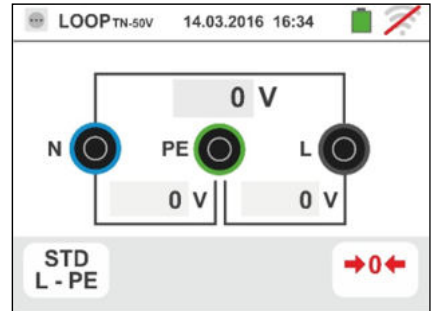 LOOP TN-50V 14.03.2016 16:34
0 V
N PE L
0 V 0 V
STD
L - PE
→0←